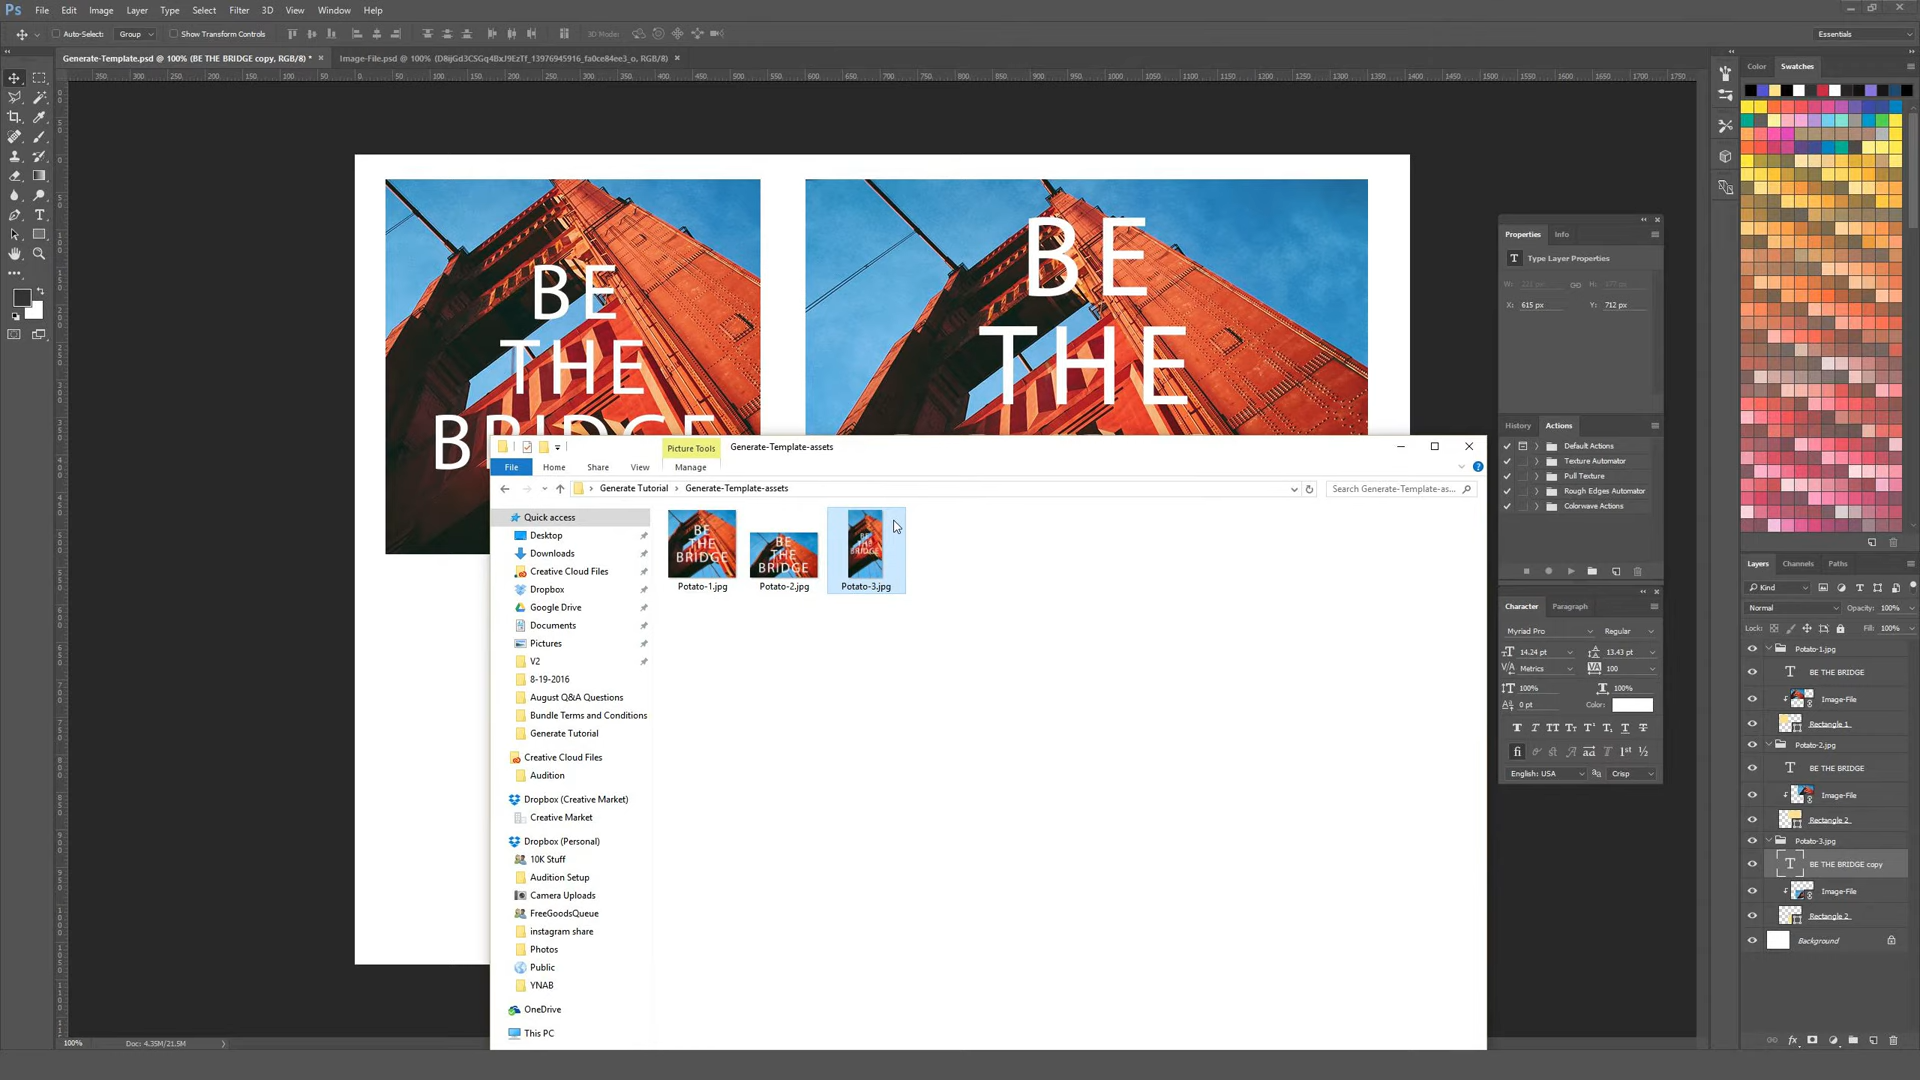 Ps File Edit Image Layer Type Select Filter 3D View Window Help
Auto-Select: Group Show Transform Controls 3D Mode: Essentials
Generate-Template.psd @ 100% (BE THE BRIDGE copy, RGB/8) * ×
BE
THE
BRIDGE
BE
THE
Picture Tools Generate-Template-assets
File Home Share View Manage
Generate Tutorial > Generate-Template-assets
Search Generate-Template-as...
Quick access
Desktop
Downloads
Creative Cloud Files
Dropbox
Google Drive
Documents
Pictures
V2
8-19-2016
August Q&A Questions
Bundle Terms and Conditions
Generate Tutorial
Creative Cloud Files
Audition
Dropbox (Creative Market)
Creative Market
Dropbox (Personal)
10K Stuff
Audition Setup
Camera Uploads
FreeGoodsQueue
instagram share
Photos
Public
YNAB
OneDrive
This PC
BE THE BRIDGE
BE THE BRIDGE
BE THE BRIDGE
Potato-1.jpg Potato-2.jpg Potato-3.jpg
100% Doc: 4.35M/21.5M
Properties Info
Type Layer Properties
X: 615 px Y: 712 px
History Actions
Default Actions
Texture Automator
Pull Texture
Rough Edges Automator
Colorwave Actions
Character Paragraph
Myriad Pro Regular
14.24 pt 13.43 pt
Metrics 100
100% 100%
0 pt Color:
English: USA Crisp
Color Swatches
Layers Channels Paths
Kind
Normal Opacity: 100%
Lock: Fill: 100%
Potato-1.jpg
BE THE BRIDGE
Image-File
Rectangle 1
Potato-2.jpg
BE THE BRIDGE
Image-File
Rectangle 2
Potato-3.jpg
BE THE BRIDGE copy
Image-File
Rectangle 2
Background